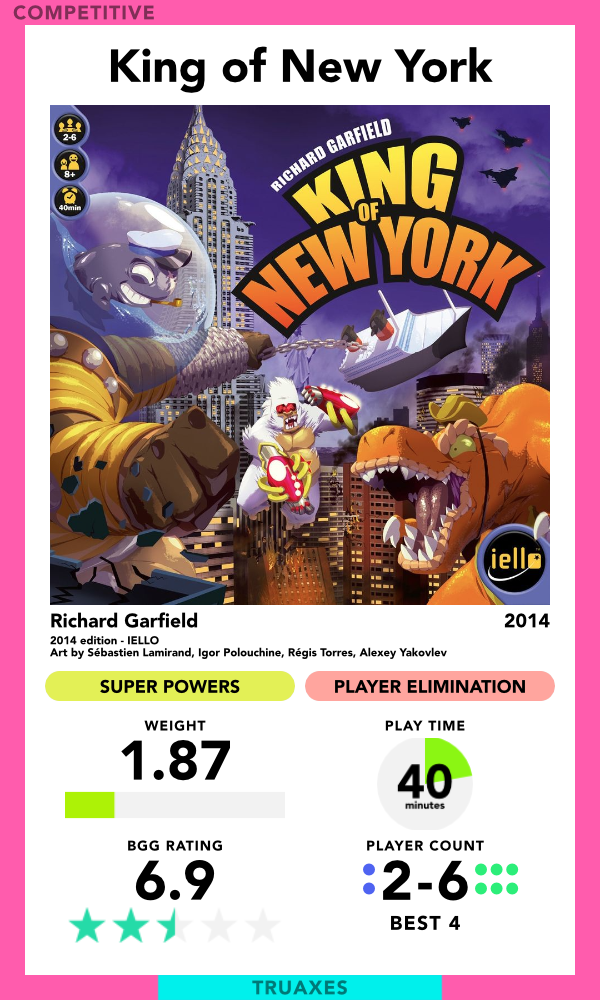 COMPETITIVE
King of New York
2-6
8+
40min
RICHARD GARFIELD
KING
OF
NEW YORK
iello
Richard Garfield
2014
2014 edition - IELLO
Art by Sébastien Lamirand, Igor Polouchine, Régis Torres, Alexey Yakovlev
SUPER POWERS
PLAYER ELIMINATION
WEIGHT
1.87
PLAY TIME
40
minutes
BGG RATING
6.9
PLAYER COUNT
2-6
BEST 4
TRUAXES